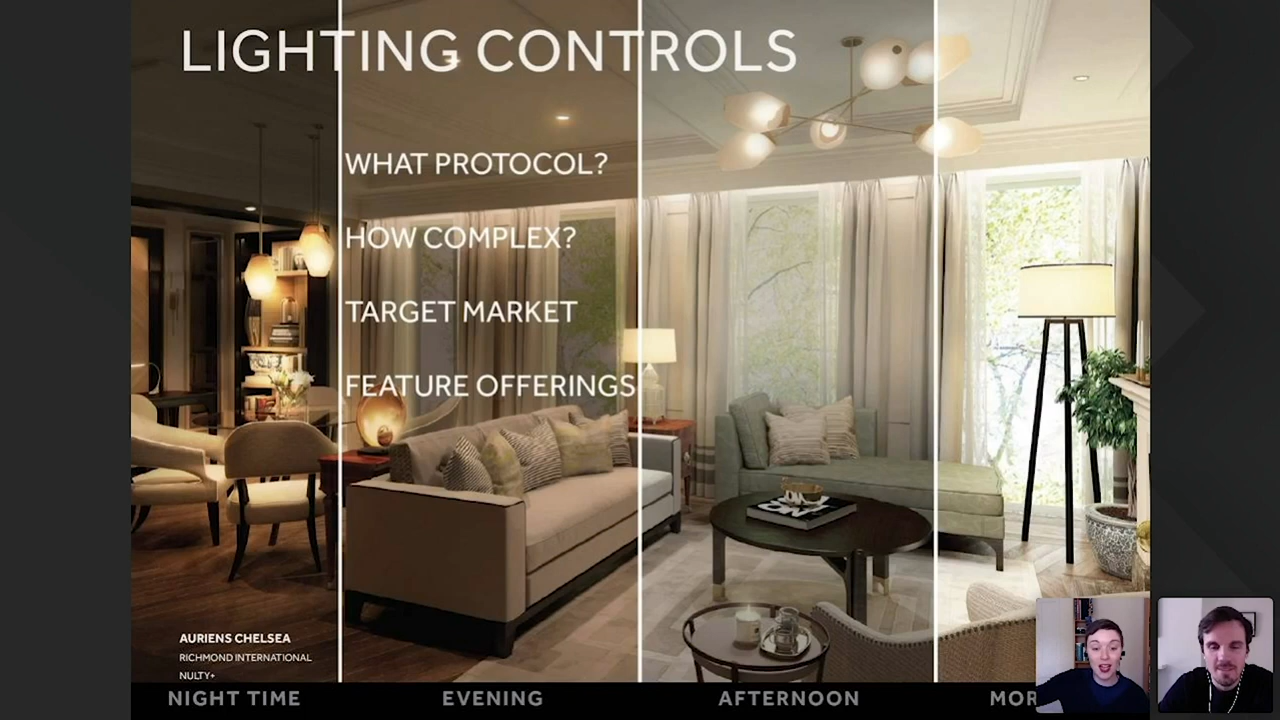 LIGHTING CONTROLS
WHAT PROTOCOL?
HOW COMPLEX?
TARGET MARKET
FEATURE OFFERINGS
AURIENS CHELSEA
RICHMOND INTERNATIONAL
NULTY+
NIGHT TIME
EVENING
AFTERNOON
MOR